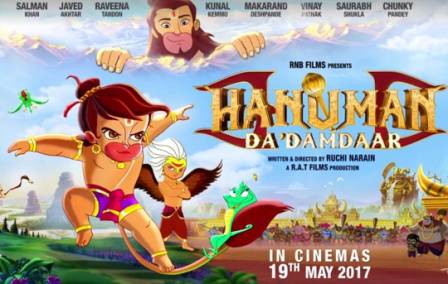 SALMAN KHAN
JAVED AKHTAR
RAVEENA TANDON
KUNAL KEMMU
MAKARAND DESHPANDE
VINAY PATHAK
SAURABH SHUKLA
CHUNKY PANDEY
RNB FILMS PRESENTS
HANUMAN
DA'DAMDAAR
WRITTEN & DIRECTED BY RUCHI NARAIN
A R.A.T FILMS PRODUCTION
IN CINEMAS
19TH MAY 2017